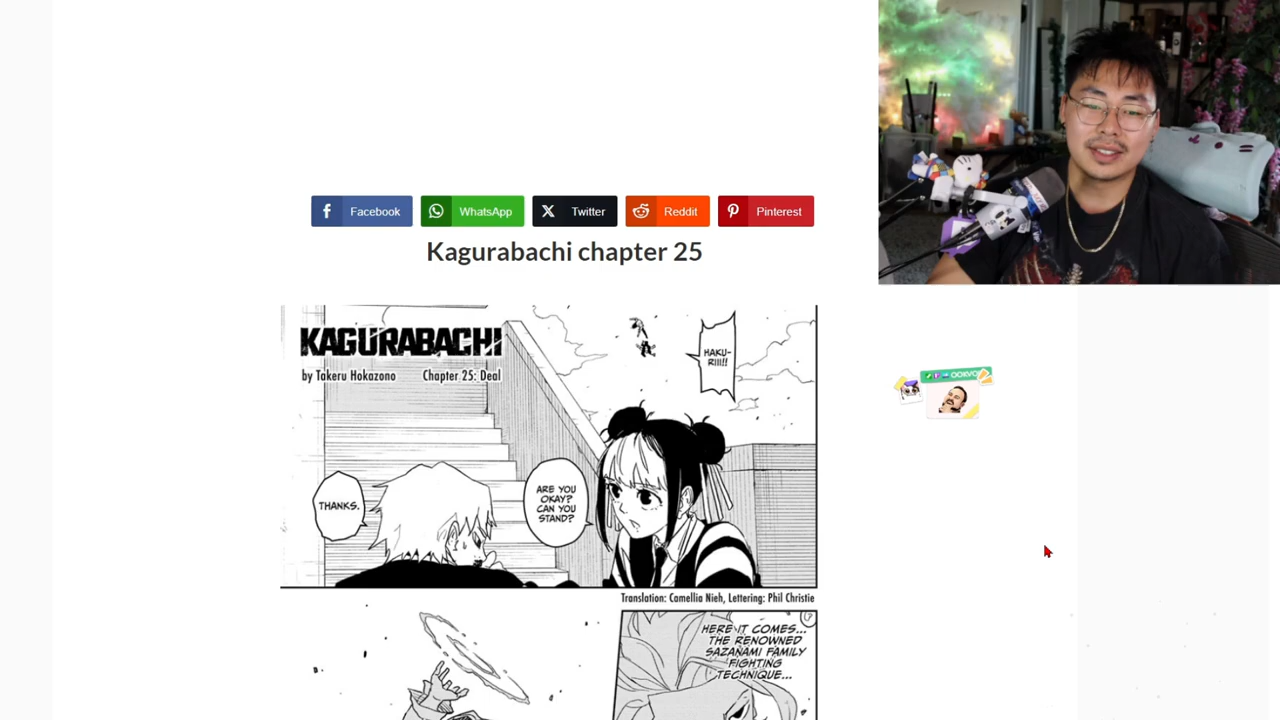 Facebook
WhatsApp
Twitter
Reddit
Pinterest
Kagurabachi chapter 25
KAGURABACHI
by Takeru Hokazono
Chapter 25: Deal
HAKU-
RIII!!
ARE YOU
OKAY?
CAN YOU
STAND?
THANKS.
Translation: Camellia Nieh, Lettering: Phil Christie
HERE IT COMES...
THE RENOWNED
SAZANAMI FAMILY
FIGHTING
TECHNIQUE...